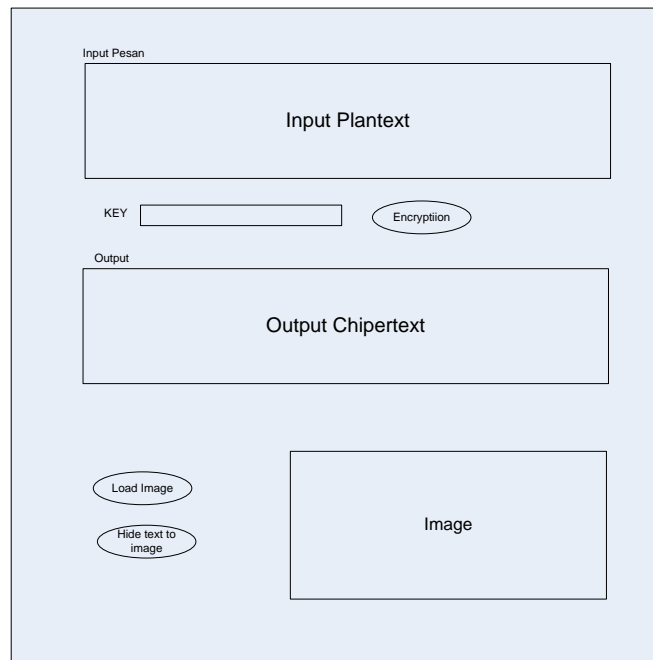 Input Pesan
Input Plantext
KEY
Encryptiion
Output
Output Chipertext
Load Image
Hide text to
image
Image